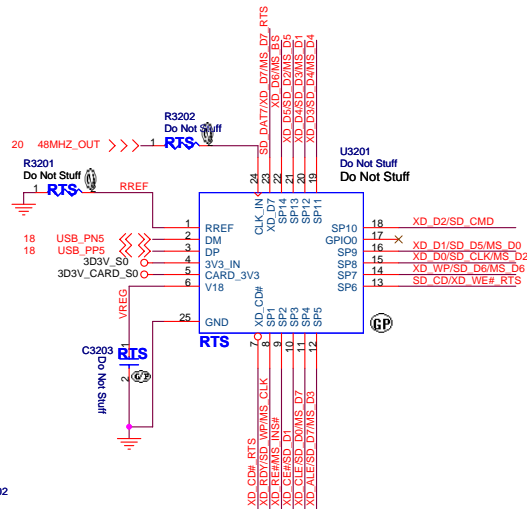 SD_DAT7/XD_D7/MS_D7_RTS
XD_D6/MS_BS
XD_D5/SD_D2/MS_D5
XD_D4/SD_D3/MS_D1
XD_D3/SD_D4/MS_D4
R3202
Do Not Stuff
20 48MHZ_OUT
1 RTS
R3201
Do Not Stuff
1 RTS
RREF
U3201
Do Not Stuff
Do Not Stuff
24 23 22 21 20 19
CLK_IN
XD_D7
SP14
SP13
SP12
SP11
1 RREF
18 USB_PN5 2 DM
18 USB_PP5 3 DP
3D3V_S0 4 3V3_IN
3D3V_CARD_S0 5 CARD_3V3
6 V18
25 GND
SP10 18 XD_D2/SD_CMD
GPIO0 17
SP9 16 XD_D1/SD_D5/MS_D0
SP8 15 XD_D0/SD_CLK/MS_D2
SP7 14 XD_WP/SD_D6/MS_D6
SP6 13 SD_CD/XD_WE#_RTS
VREG
C3203
RTS
Do Not Stuff
1
2
G/P
RTS
GP
XD_CD#
SP1
SP2
SP3
SP4
SP5
7 8 9 10 11 12
XD_CD#_RTS
XD_RDY/SD_WP/MS_CLK
XD_RE#/MS_INS#
XD_CE#/SD_D1
XD_CLE/SD_D0/MS_D7
XD_ALE/SD_D7/MS_D3
02